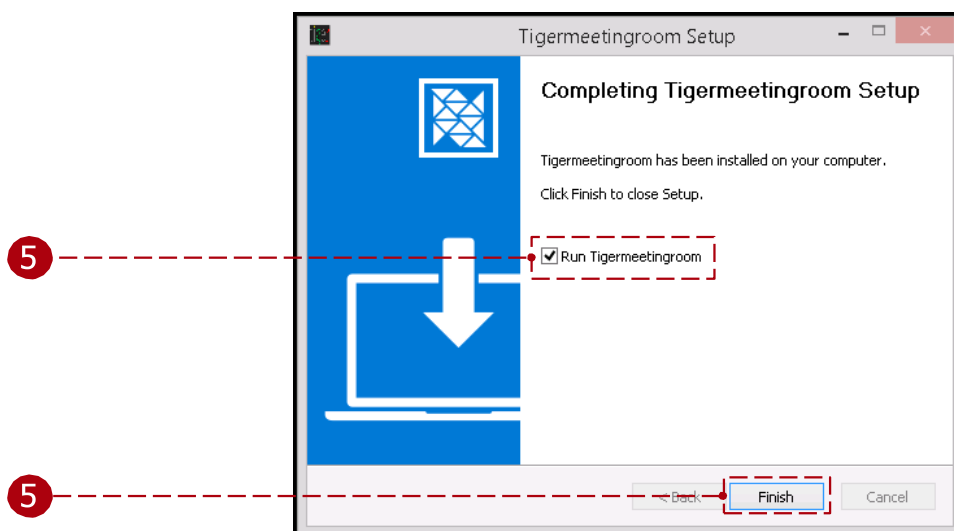 Tigermeetingroom Setup
Completing Tigermeetingroom Setup
Tigermeetingroom has been installed on your computer.
Click Finish to close Setup.
5
Run Tigermeetingroom
5
< Back
Finish
Cancel